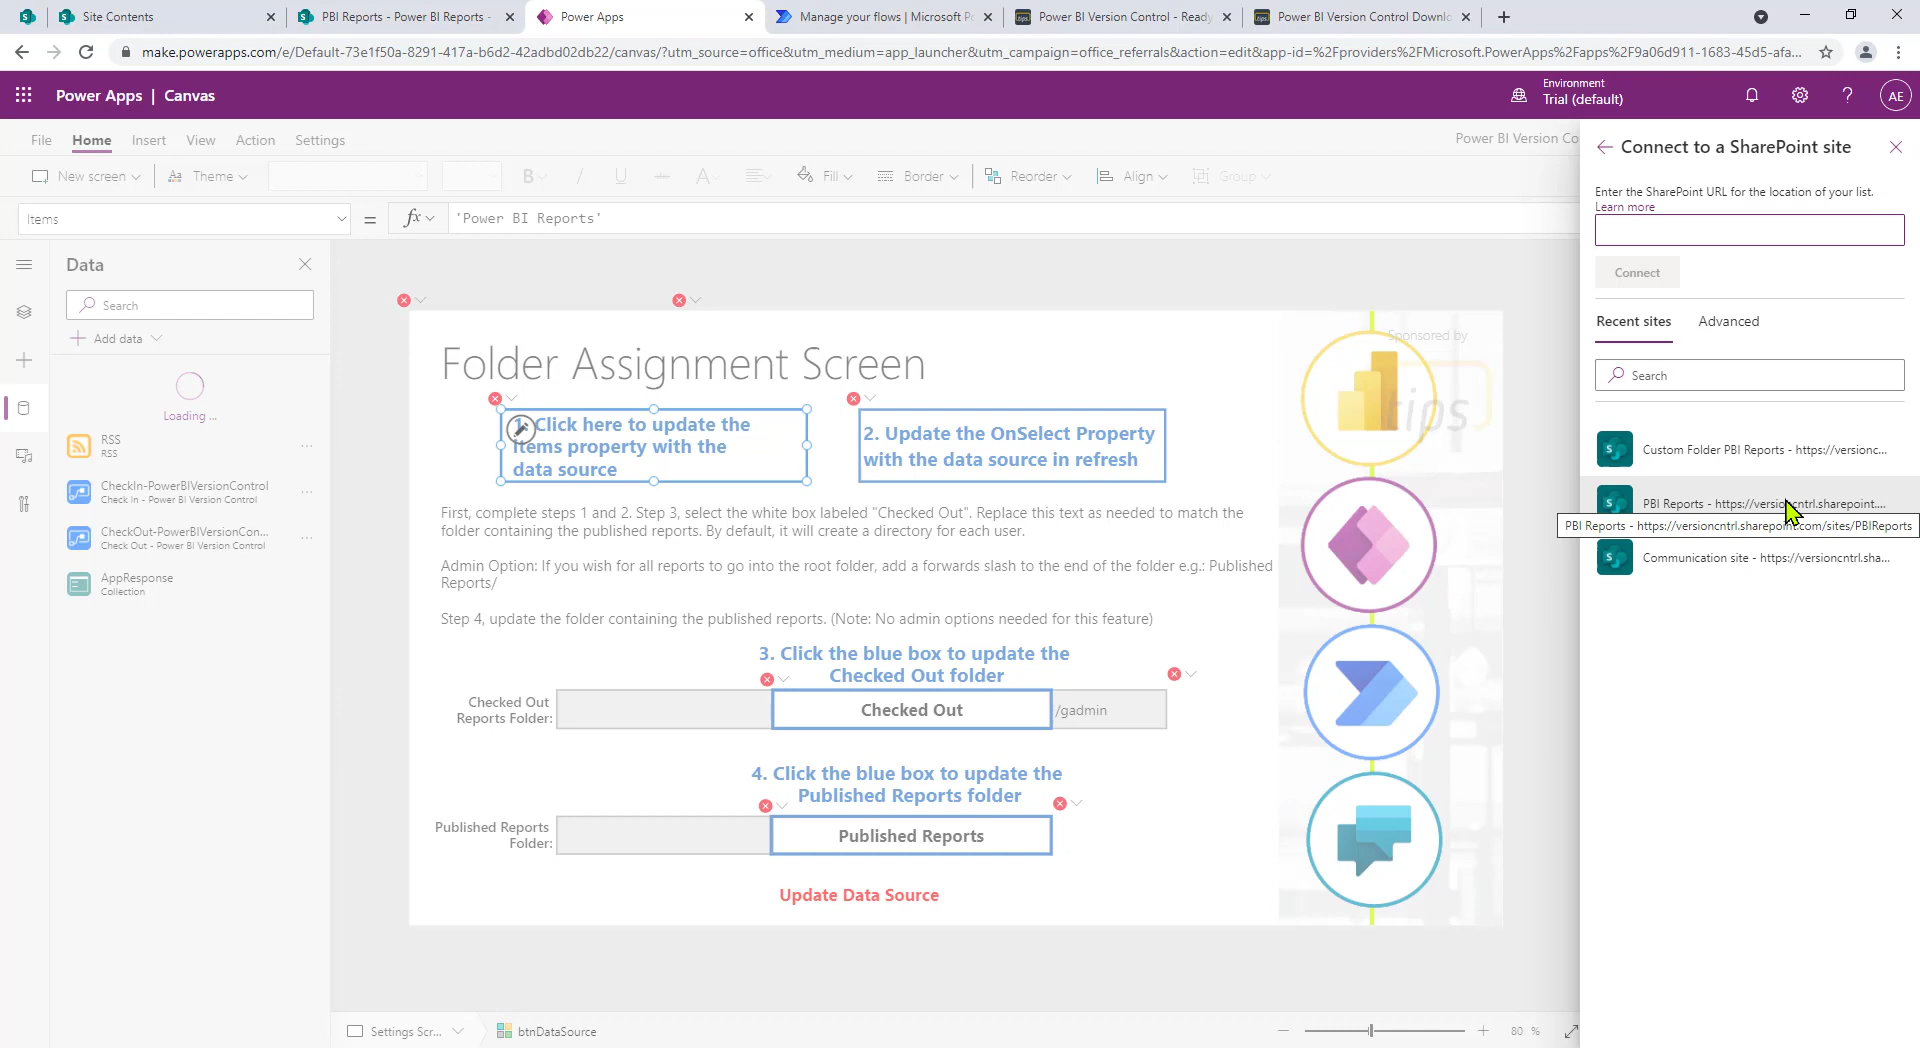 Site Contents
PBI Reports - Power BI Reports -
Power Apps
Manage your flows | Microsoft Po
tips
Power BI Version Control - Ready
tips
Power BI Version Control Downlo
make.powerapps.com/e/Default-73e1f50a-8291-417a-b6d2-42adbd02db22/canvas/?utm_source=office&utm_medium=app_launcher&utm_campaign=office_referrals&action=edit&app-id=%2Fproviders%2FMicrosoft.PowerApps%2Fapps%2F9a06d911-1683-45d5-afa...
Power Apps | Canvas
Environment
Trial (default)
AE
File
Home
Insert
View
Action
Settings
Power BI Version Co
New screen
Theme
Fill
Border
Reorder
Align
Group
Items
=
fx
'Power BI Reports'
Data
Search
Add data
Loading ...
RSS
RSS
CheckIn-PowerBIVersionControl
Check In - Power BI Version Control
CheckOut-PowerBIVersionCon...
Check Out - Power BI Version Control
AppResponse
Collection
Folder Assignment Screen
Sponsored by
tips
1. Click here to update the
items property with the
data source
2. Update the OnSelect Property
with the data source in refresh
First, complete steps 1 and 2. Step 3, select the white box labeled "Checked Out". Replace this text as needed to match the
folder containing the published reports. By default, it will create a directory for each user.
Admin Option: If you wish for all reports to go into the root folder, add a forwards slash to the end of the folder e.g.: Published
Reports/
Step 4, update the folder containing the published reports. (Note: No admin options needed for this feature)
3. Click the blue box to update the
Checked Out folder
Checked Out
Reports Folder:
Checked Out
/gadmin
4. Click the blue box to update the
Published Reports folder
Published Reports
Folder:
Published Reports
Update Data Source
Settings Scr...
btnDataSource
80 %
Connect to a SharePoint site
Enter the SharePoint URL for the location of your list.
Learn more
Connect
Recent sites
Advanced
Search
Custom Folder PBI Reports - https://versionc...
PBI Reports - https://versioncntrl.sharepoint....
PBI Reports - https://versioncntrl.sharepoint.com/sites/PBIReports
Communication site - https://versioncntrl.sha...